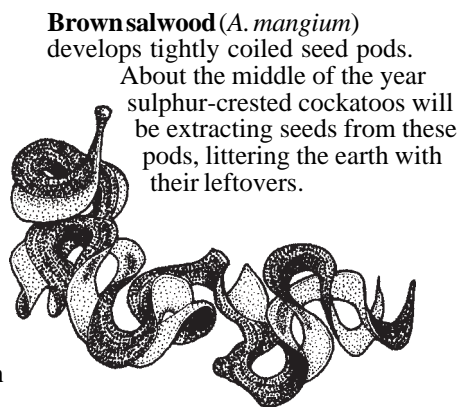 Brown salwood (A. mangium)
develops tightly coiled seed pods.
About the middle of the year
sulphur-crested cockatoos will
be extracting seeds from these
pods, littering the earth with
their leftovers.